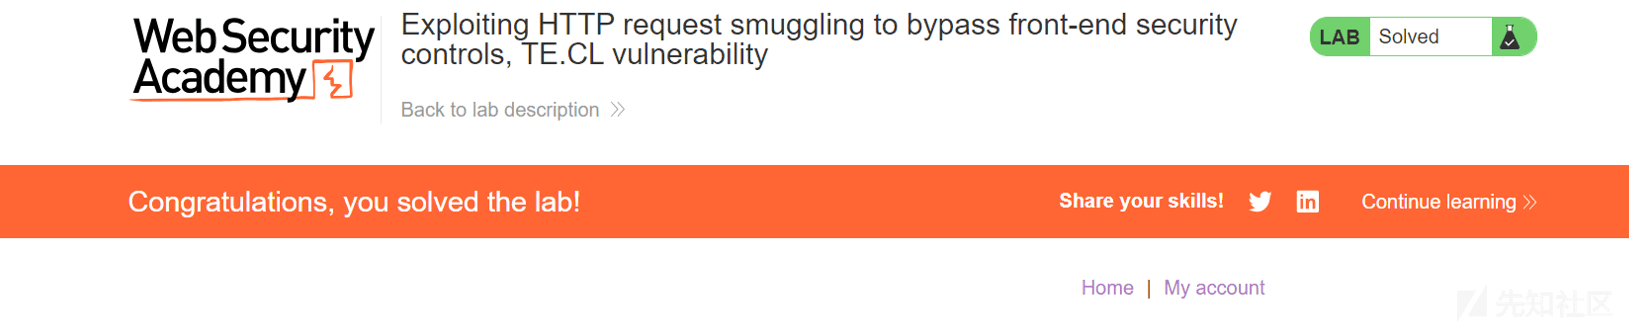 Web Security
Academy
Exploiting HTTP request smuggling to bypass front-end security
controls, TE.CL vulnerability
Back to lab description
LAB Solved
Congratulations, you solved the lab!
Share your skills!
Continue learning
Home | My account
先知社区